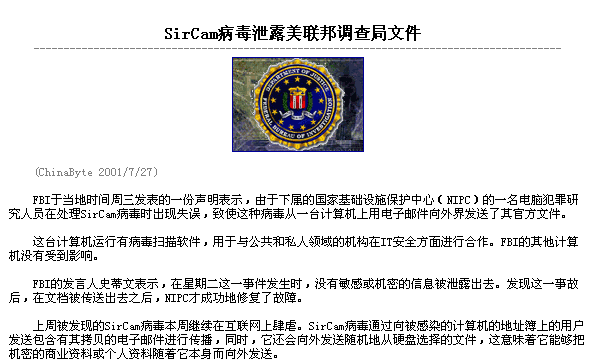 SirCam病毒泄露美联邦调查局文件
DEPARTMENT OF JUSTICE
FEDERAL BUREAU OF INVESTIGATION
(ChinaByte 2001/7/27)
FBI于当地时间周三发表的一份声明表示，由于下属的国家基础设施保护中心（NIPC）的一名电脑犯罪研
究人员在处理SirCam病毒时出现失误，致使这种病毒从一台计算机上用电子邮件向外界发送了其官方文件。
这台计算机运行有病毒扫描软件，用于与公共和私人领域的机构在IT安全方面进行合作。FBI的其他计算
机没有受到影响。
FBI的发言人史蒂文表示，在星期二这一事件发生时，没有敏感或机密的信息被泄露出去。发现这一事故
后，在文档被传送出去之后，NIPC才成功地修复了故障。
上周被发现的SirCam病毒本周继续在互联网上肆虐。SirCam病毒通过向被感染的计算机的地址簿上的用户
发送包含有其拷贝的电子邮件进行传播，同时，它还会向外发送随机地从硬盘选择的文件，这意味着它能够把
机密的商业资料或个人资料随着它本身而向外发送。